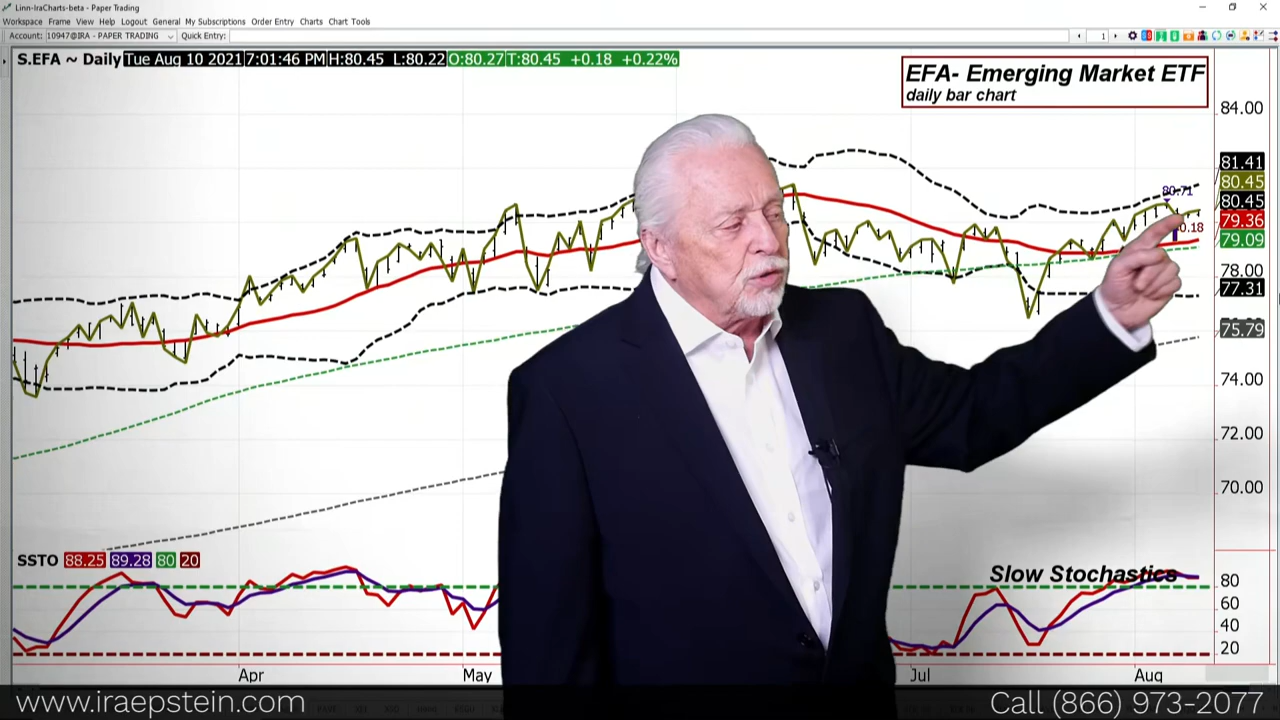 Linn-IraCharts-beta - Paper Trading
Workspace Frame View Help Logout General My Subscriptions Order Entry Charts Chart Tools
Account: 10947@IRA - PAPER TRADING Quick Entry: 1
S.EFA ~ Daily Tue Aug 10 2021 7:01:46 PM H:80.45 L:80.22 O:80.27 T:80.45 +0.18 +0.22%
EFA- Emerging Market ETF
daily bar chart
84.00
81.41
80.45
80.45
79.36
79.09
78.00
77.31
75.79
74.00
72.00
70.00
80.71
SSTO 88.25 89.28 80 20
Slow Stochastics
80
60
40
20
Apr May Jul Aug
www.iraepstein.com Call (866) 973-2077